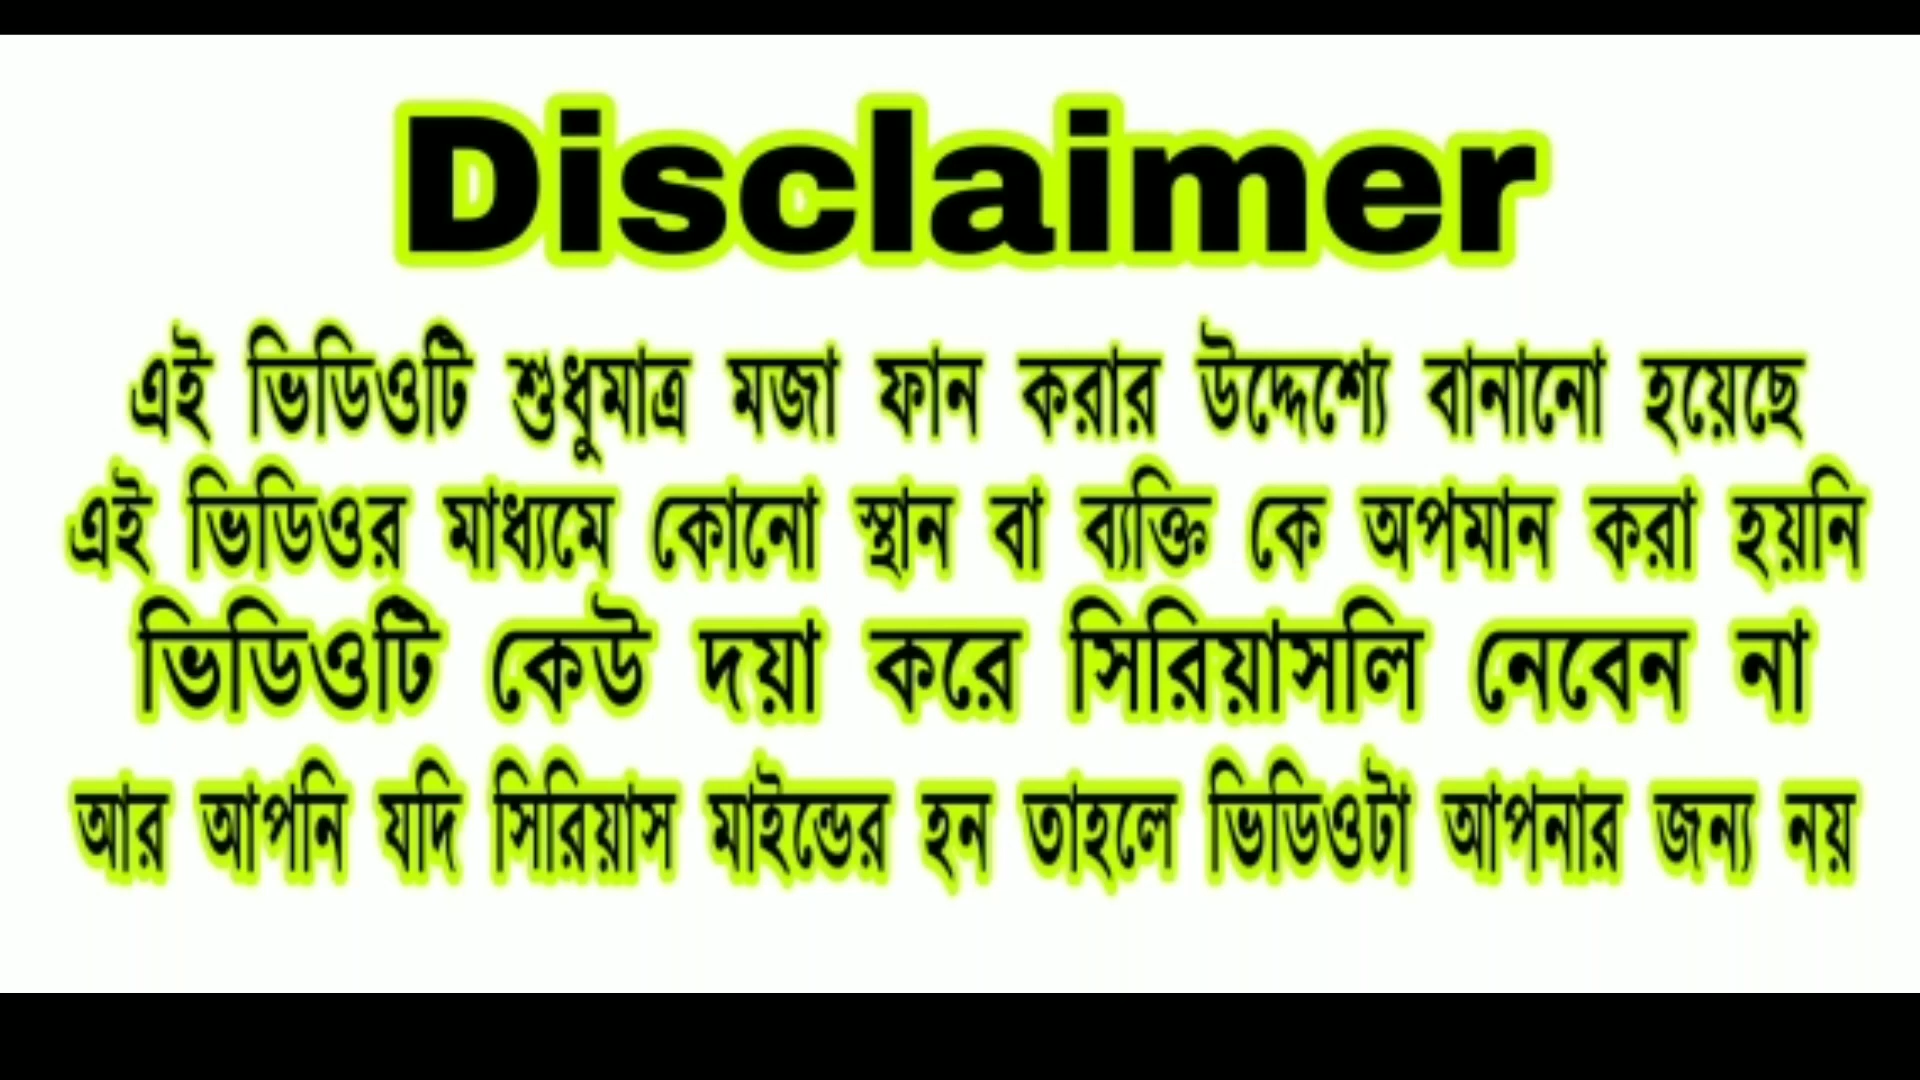 Disclaimer
এই ভিডিওটি শুধুমাত্র মজা ফান করার উদ্দেশ্যে বানানো হয়েছে
এই ভিডিওর মাধ্যমে কোনো স্থান বা ব্যক্তি কে অপমান করা হয়নি
ভিডিওটি কেউ দয়া করে সিরিয়াসলি নেবেন না
আর আপনি যদি সিরিয়াস মাইন্ডের হন তাহলে ভিডিওটা আপনার জন্য নয়